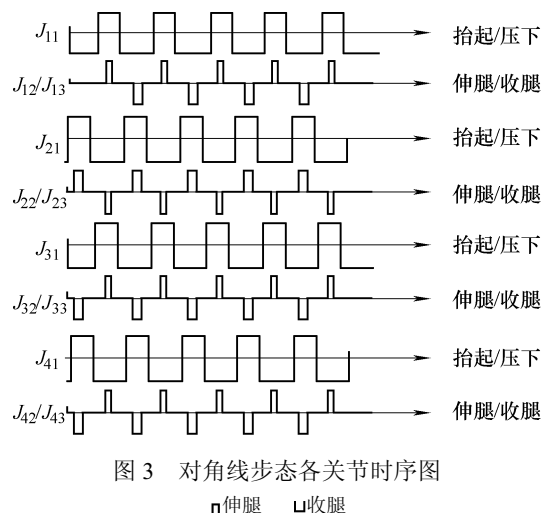 J11 抬起/压下
J12/J13 伸腿/收腿
J21 抬起/压下
J22/J23 伸腿/收腿
J31 抬起/压下
J32/J33 伸腿/收腿
J41 抬起/压下
J42/J43 伸腿/收腿
图 3 对角线步态各关节时序图
伸腿 收腿